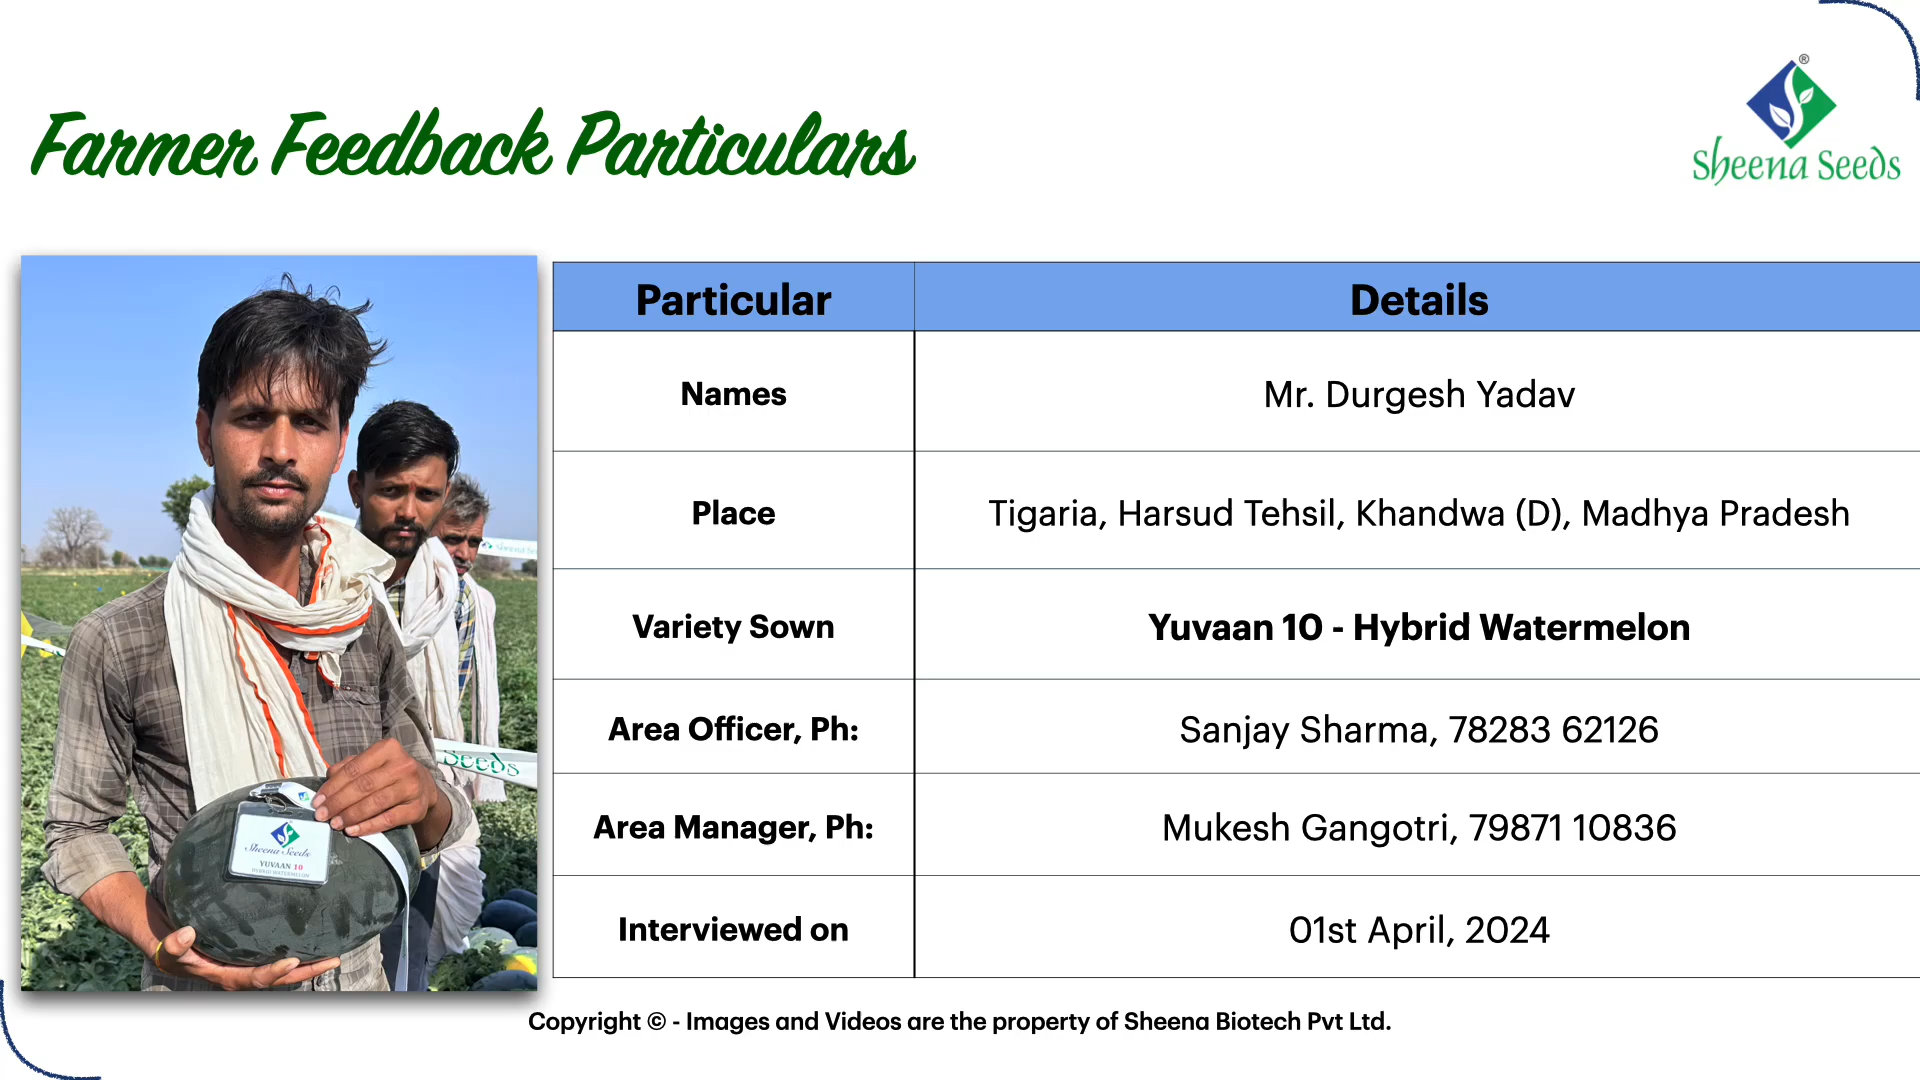 Farmer Feedback Particulars
®
Sheena Seeds
Particular Details
Names Mr. Durgesh Yadav
Place Tigaria, Harsud Tehsil, Khandwa (D), Madhya Pradesh
Variety Sown Yuvaan 10 - Hybrid Watermelon
Area Officer, Ph: Sanjay Sharma, 78283 62126
Area Manager, Ph: Mukesh Gangotri, 79871 10836
Interviewed on 01st April, 2024
Seeds
Sheena Seeds
YUVAAN 10
HYBRID WATERMELON
Copyright © - Images and Videos are the property of Sheena Biotech Pvt Ltd.